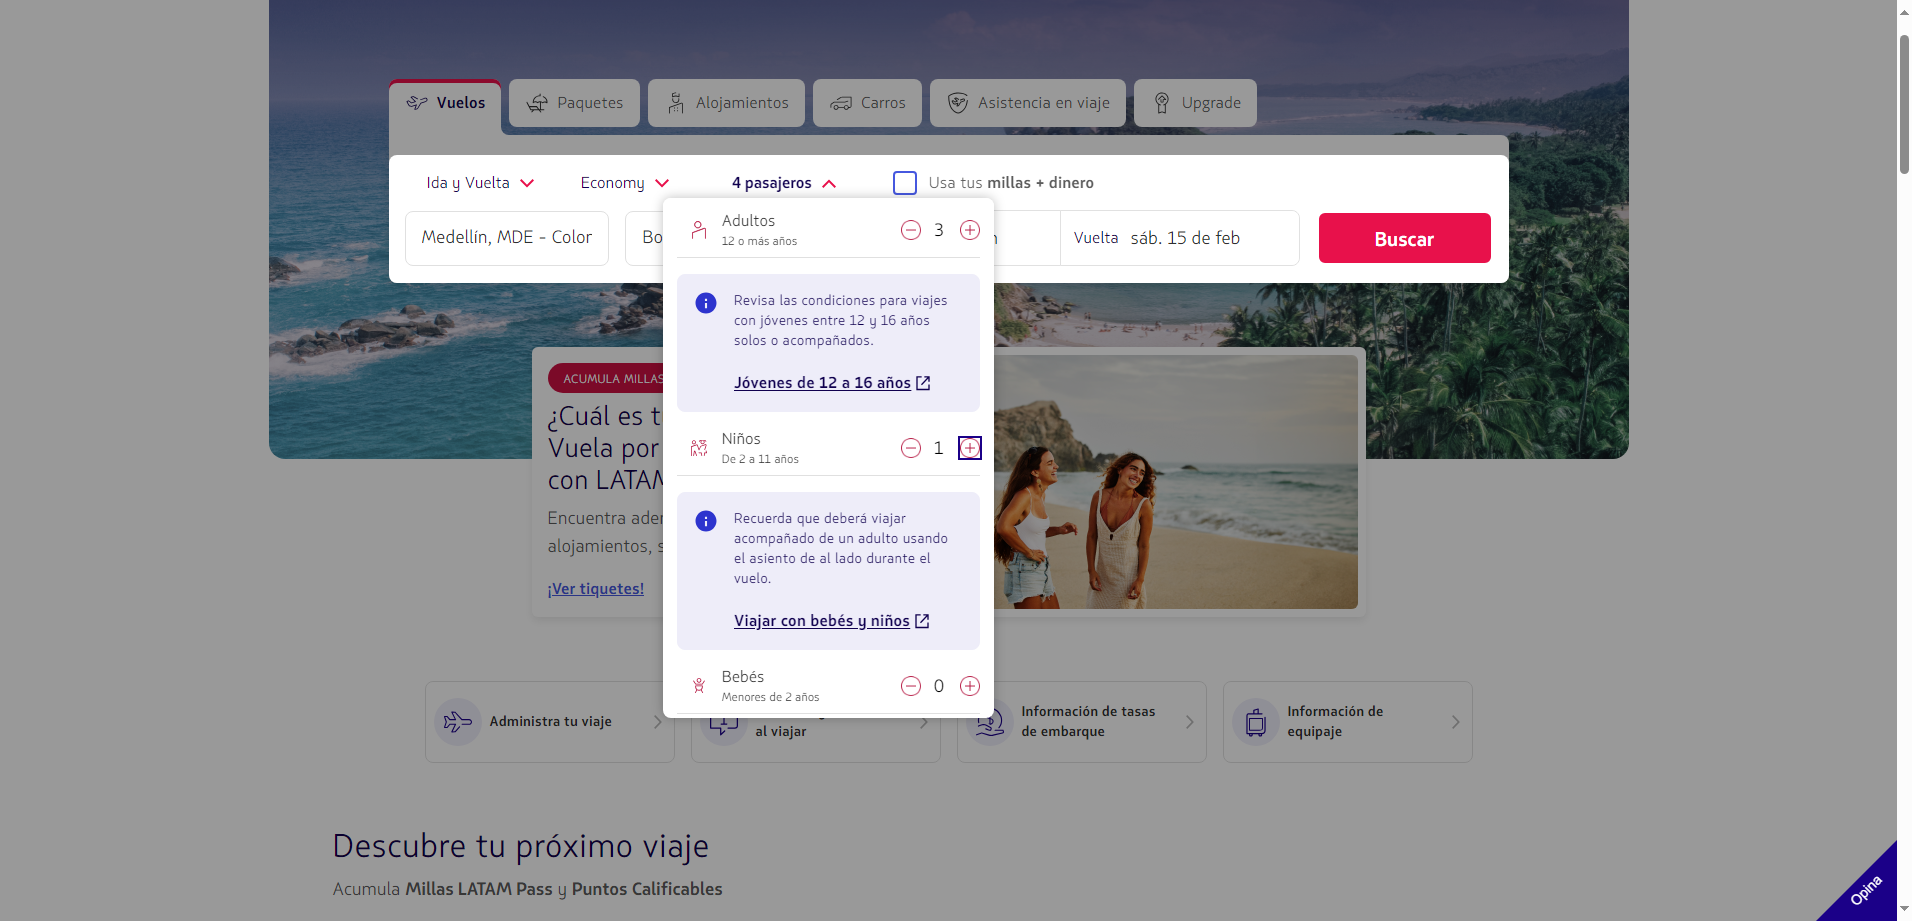 Vuelos
Paquetes
Alojamientos
Carros
Asistencia en viaje
Upgrade
Ida y Vuelta
Economy
4 pasajeros
Usa tus millas + dinero
Medellín, MDE - Color
Bo
Vuelta sáb. 15 de feb
Buscar
Adultos
12 o más años
3
Revisa las condiciones para viajes
con jóvenes entre 12 y 16 años
solos o acompañados.
Jóvenes de 12 a 16 años
Niños
De 2 a 11 años
1
Recuerda que deberá viajar
acompañado de un adulto usando
el asiento de al lado durante el
vuelo.
Viajar con bebés y niños
Bebés
Menores de 2 años
0
ACUMULA MILLAS
¿Cuál es t
Vuela por
con LATAM
Encuentra ade
alojamientos, s
¡Ver tiquetes!
Administra tu viaje
al viajar
Información de tasas
de embarque
Información de
equipaje
Descubre tu próximo viaje
Acumula Millas LATAM Pass y Puntos Calificables
Opina